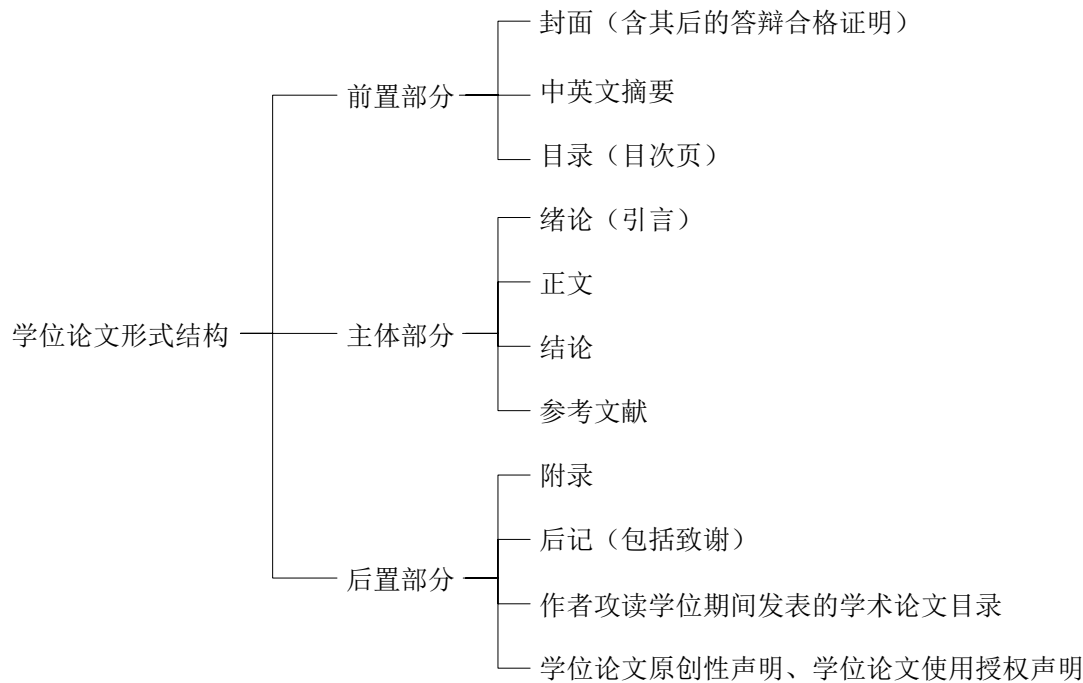 学位论文形式结构
前置部分
封面（含其后的答辩合格证明）
中英文摘要
目录（目次页）
主体部分
绪论（引言）
正文
结论
参考文献
后置部分
附录
后记（包括致谢）
作者攻读学位期间发表的学术论文目录
学位论文原创性声明、学位论文使用授权声明